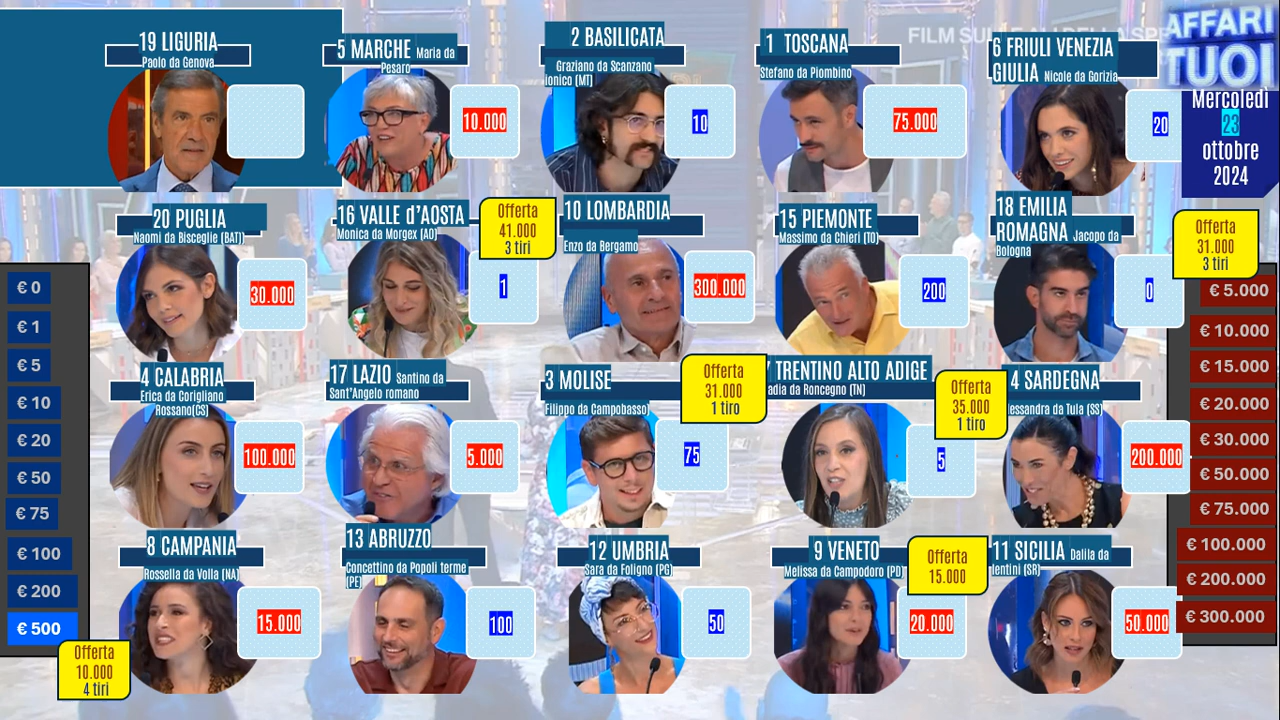 19 LIGURIA
Paolo da Genova
5 MARCHE Maria da
Pesaro
10.000
2 BASILICATA
Graziano da Scanzano
Ionico (MT)
10
1 TOSCANA
Stefano da Piombino
75.000
FILM SULLE ALI DELLA SPE
6 FRIULI VENEZIA
GIULIA Nicole da Gorizia
20
AFFARI
TUOI
Mercoledì
23
ottobre
2024
20 PUGLIA
Naomi da Bisceglie (BAT))
30.000
16 VALLE d'AOSTA
Monica da Morgex (AO)
1
Offerta
41.000
3 tiri
10 LOMBARDIA
Enzo da Bergamo
300.000
15 PIEMONTE
Massimo da Chieri (TO)
200
18 EMILIA
ROMAGNA Jacopo da
Bologna
0
Offerta
31.000
3 tiri
€ 0
€ 1
€ 5
€ 10
€ 20
€ 50
€ 75
€ 100
€ 200
€ 500
4 CALABRIA
Erica da Corigliano
Rossano(CS)
100.000
17 LAZIO Santino da
Sant'Angelo romano
5.000
3 MOLISE
Filippo da Campobasso)
75
Offerta
31.000
1 tiro
7 TRENTINO ALTO ADIGE
adia da Roncegno (TN)
5
Offerta
35.000
1 tiro
4 SARDEGNA
lessandra da Tula (SS)
200.000
€ 5.000
€ 10.000
€ 15.000
€ 20.000
€ 30.000
€ 50.000
€ 75.000
€ 100.000
€ 200.000
€ 300.000
8 CAMPANIA
Rossella da Volla (NA)
15.000
Offerta
10.000
4 tiri
13 ABRUZZO
Concettino da Popoli terme
(PE)
100
12 UMBRIA
Sara da Foligno (PG)
50
9 VENETO
Melissa da Campodoro (PD)
20.000
Offerta
15.000
11 SICILIA Dalila da
lentini (SR)
50.000